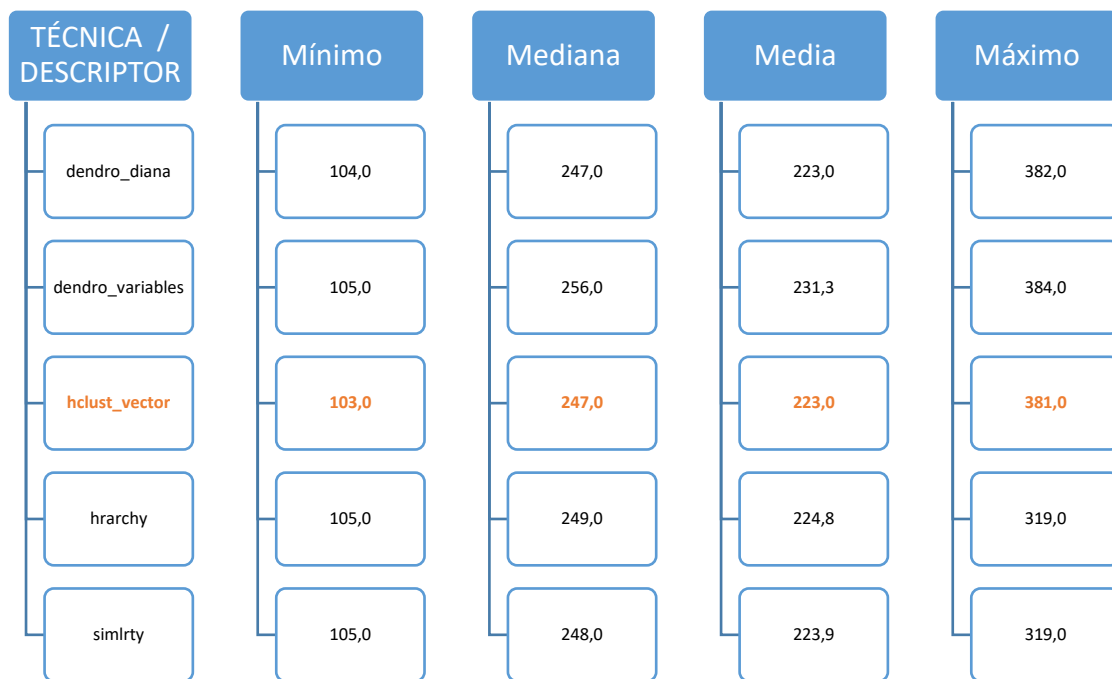 TÉCNICA /
DESCRIPTOR
Mínimo
Mediana
Media
Máximo
dendro_diana
104,0
247,0
223,0
382,0
dendro_variables
105,0
256,0
231,3
384,0
hclust_vector
103,0
247,0
223,0
381,0
hrarchy
105,0
249,0
224,8
319,0
simlrty
105,0
248,0
223,9
319,0